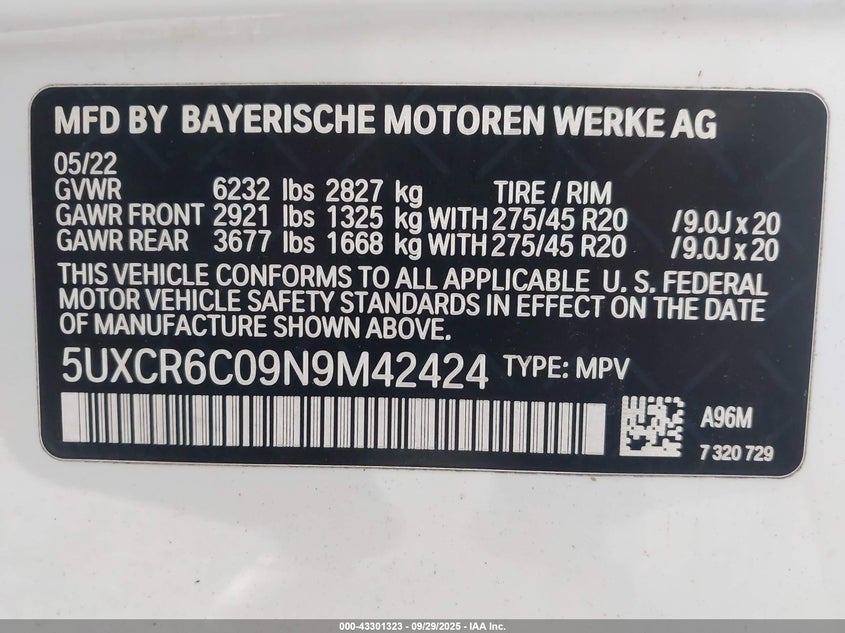 MFD BY BAYERISCHE MOTOREN WERKE AG
05/22
GVWR 6232 lbs 2827 kg TIRE / RIM
GAWR FRONT 2921 lbs 1325 kg WITH 275/45 R20 /9.0J x 20
GAWR REAR 3677 lbs 1668 kg WITH 275/45 R20 /9.0J x 20
THIS VEHICLE CONFORMS TO ALL APPLICABLE U. S. FEDERAL
MOTOR VEHICLE SAFETY STANDARDS IN EFFECT ON THE DATE
OF MANUFACTURE SHOWN ABOVE.
5UXCR6C09N9M42424 TYPE: MPV
A96M
7 320 729
000-43301323 - 09/29/2025 - IAA Inc.